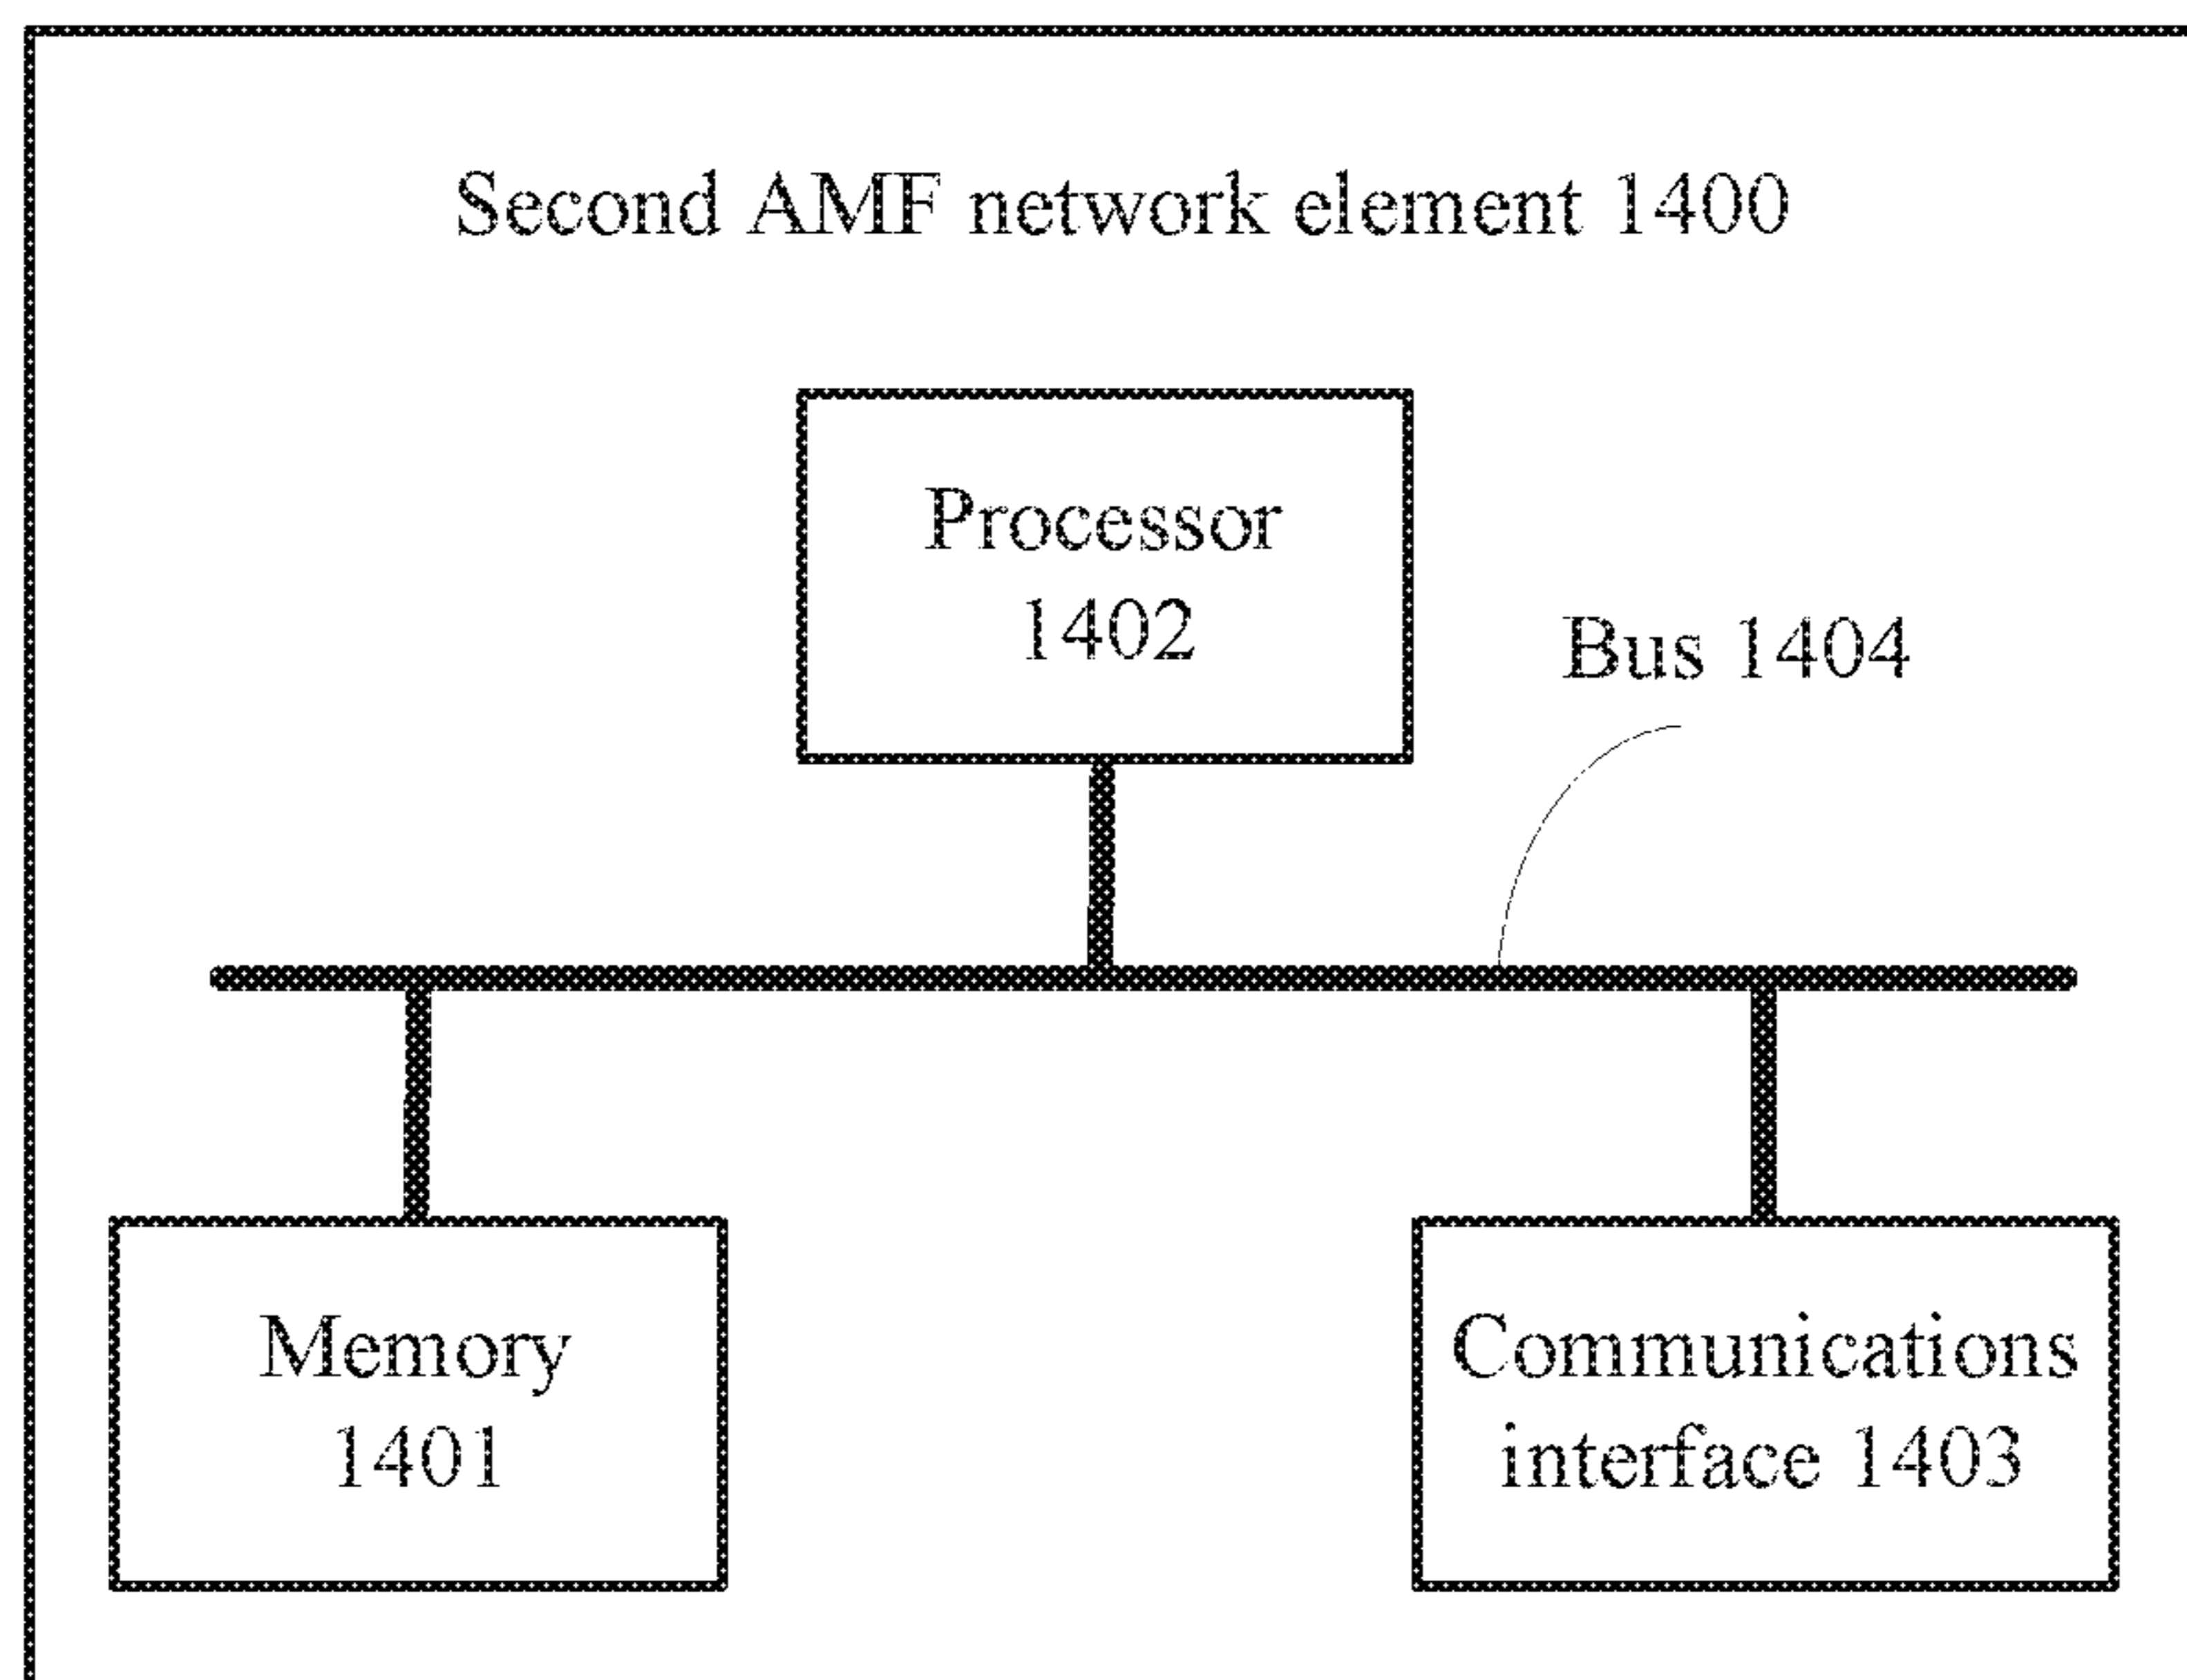 Second AMF network element 1400
Processor
1402
Bus 1404
Memory
1401
Communications
interface 1403